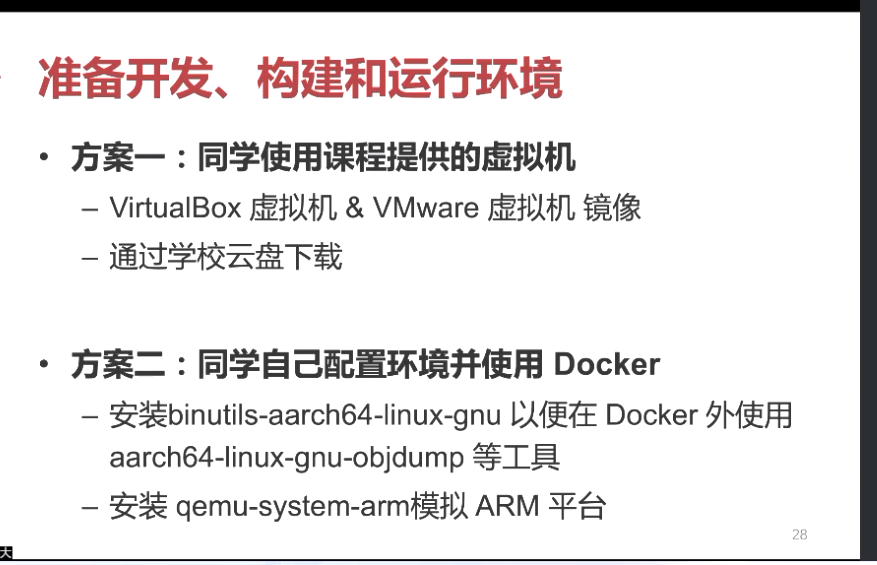 准备开发、构建和运行环境
• 方案一：同学使用课程提供的虚拟机
– VirtualBox 虚拟机 & VMware 虚拟机 镜像
– 通过学校云盘下载
• 方案二：同学自己配置环境并使用 Docker
– 安装binutils-aarch64-linux-gnu 以便在 Docker 外使用
aarch64-linux-gnu-objdump 等工具
– 安装 qemu-system-arm模拟 ARM 平台
28
天